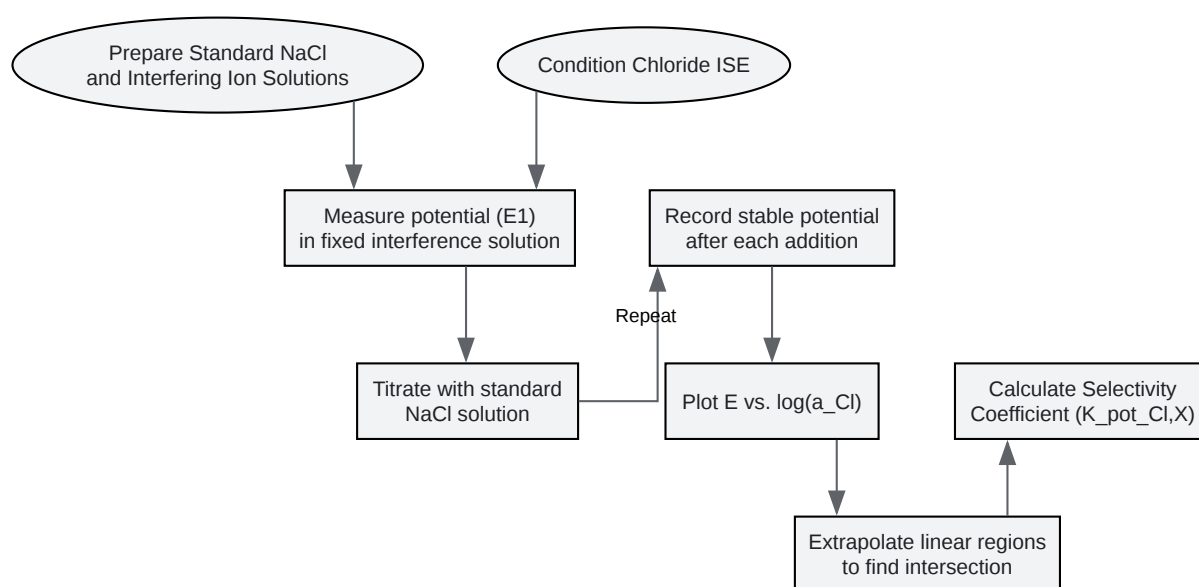 Prepare Standard NaCl
and Interfering Ion Solutions
Condition Chloride ISE
Measure potential (E1)
in fixed interference solution
Record stable potential
after each addition
Repeat
Titrate with standard
NaCl solution
Plot E vs. log(a_Cl)
Calculate Selectivity
Coefficient (K_pot_Cl,X)
Extrapolate linear regions
to find intersection